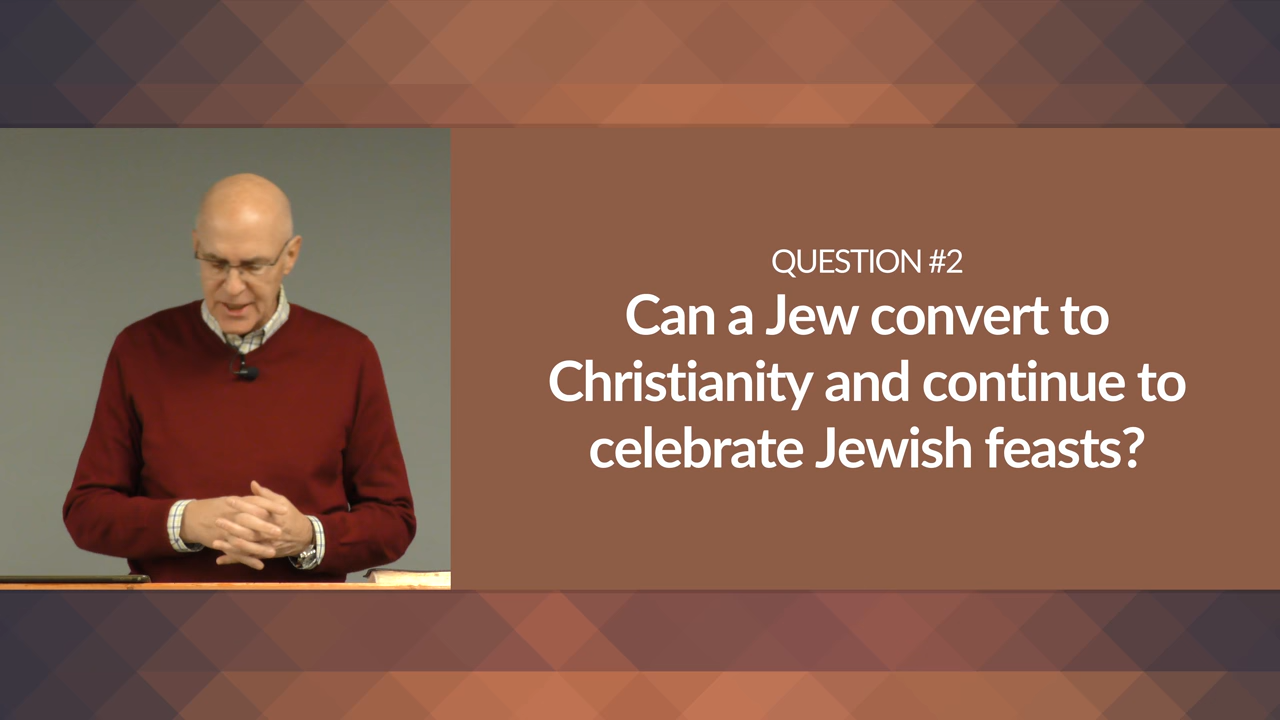 QUESTION #2
Can a Jew convert to
Christianity and continue to
celebrate Jewish feasts?